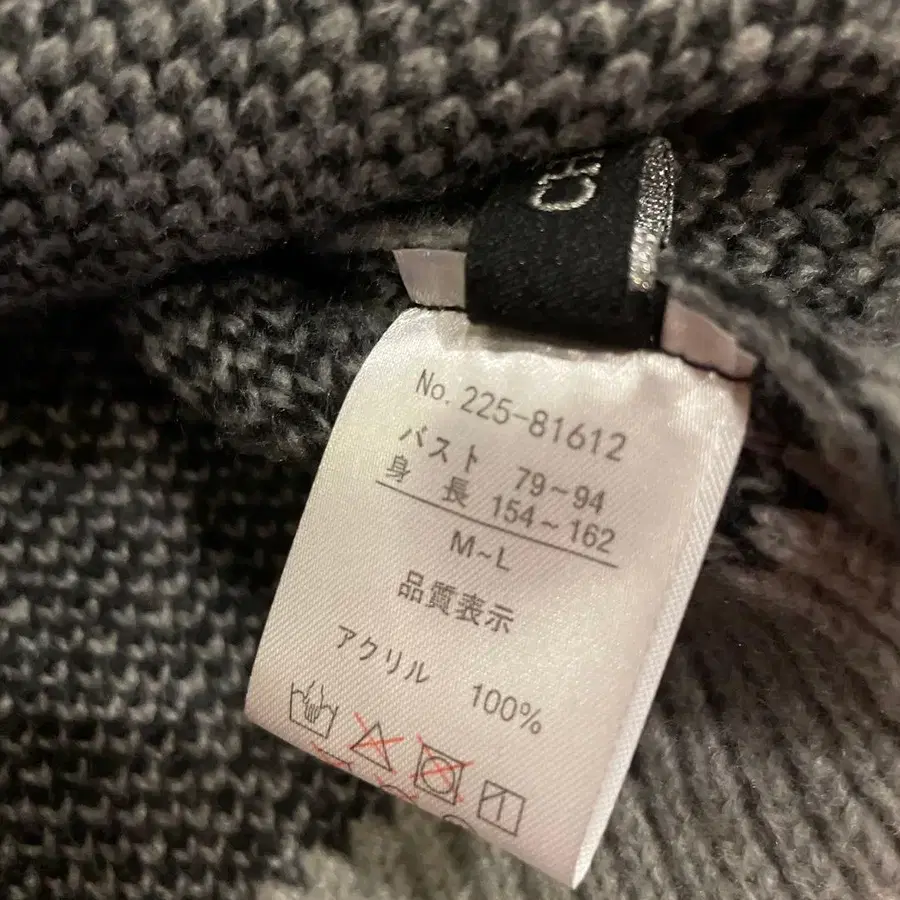 No. 225-81612
バスト 79~94
身長 154~162
M~L
品質表示
アクリル 100%